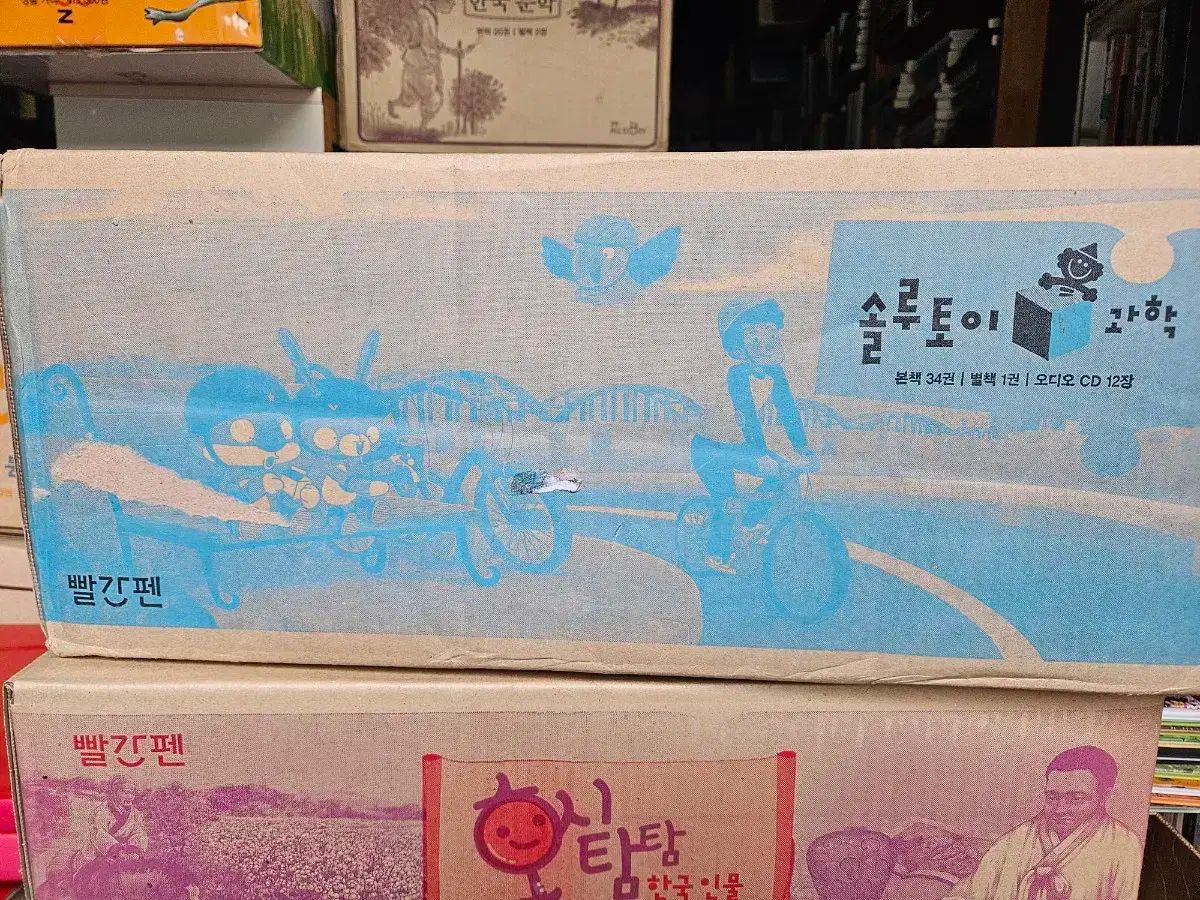 한국문학
솔루토이 과학
본책 34권 | 별책 1권 | 오디오 CD 12장
빨간펜
빨간펜
호시탐탐
한국 인물